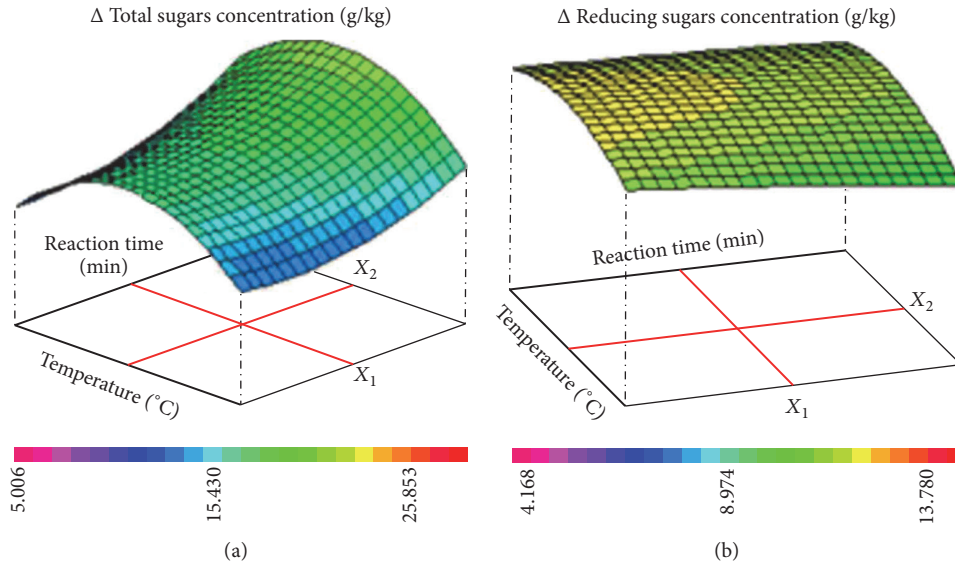 Δ Total sugars concentration (g/kg)
Reaction time
(min)
X2
Temperature (°C)
X1
5.006
15.430
25.853
(a)
Δ Reducing sugars concentration (g/kg)
Reaction time (min)
X2
Temperature (°C)
X1
4.168
8.974
13.780
(b)